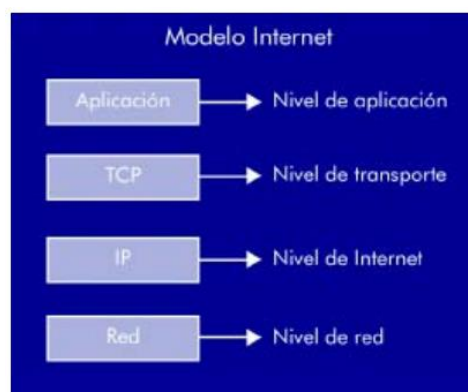 Modelo Internet
Aplicación Nivel de aplicación
TCP Nivel de transporte
IP Nivel de Internet
Red Nivel de red